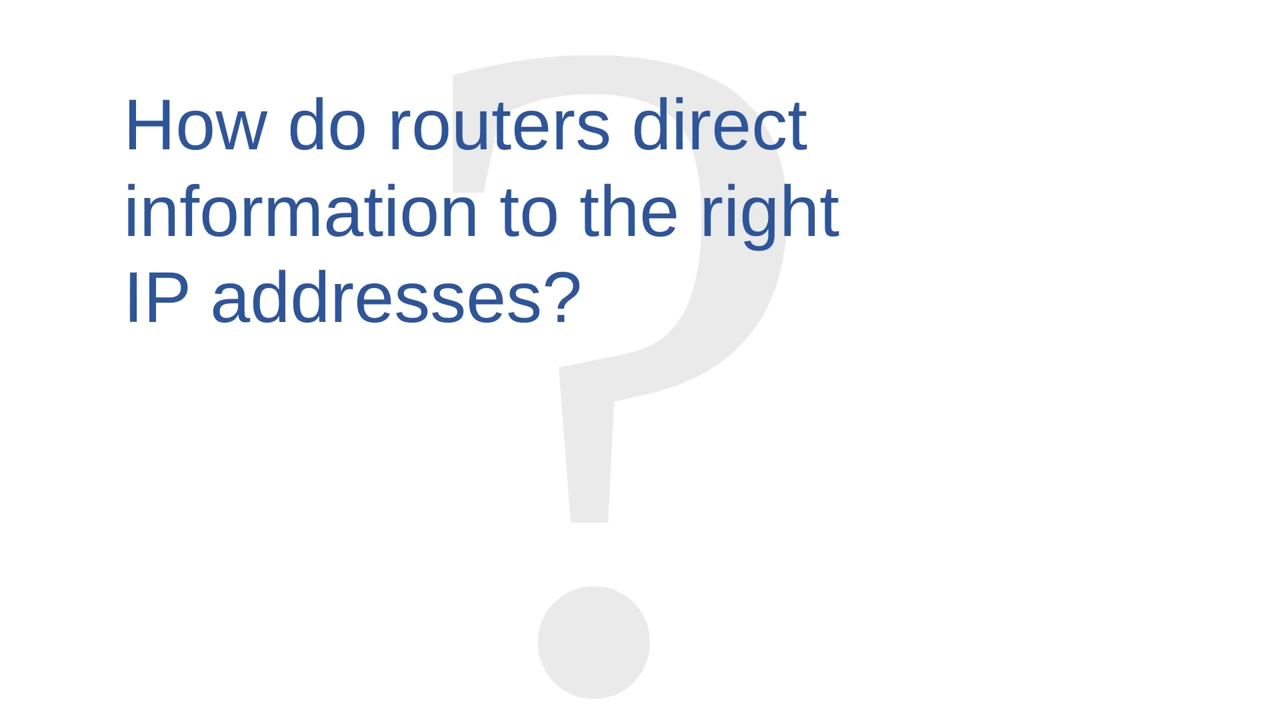 How do routers direct
information to the right
IP addresses?